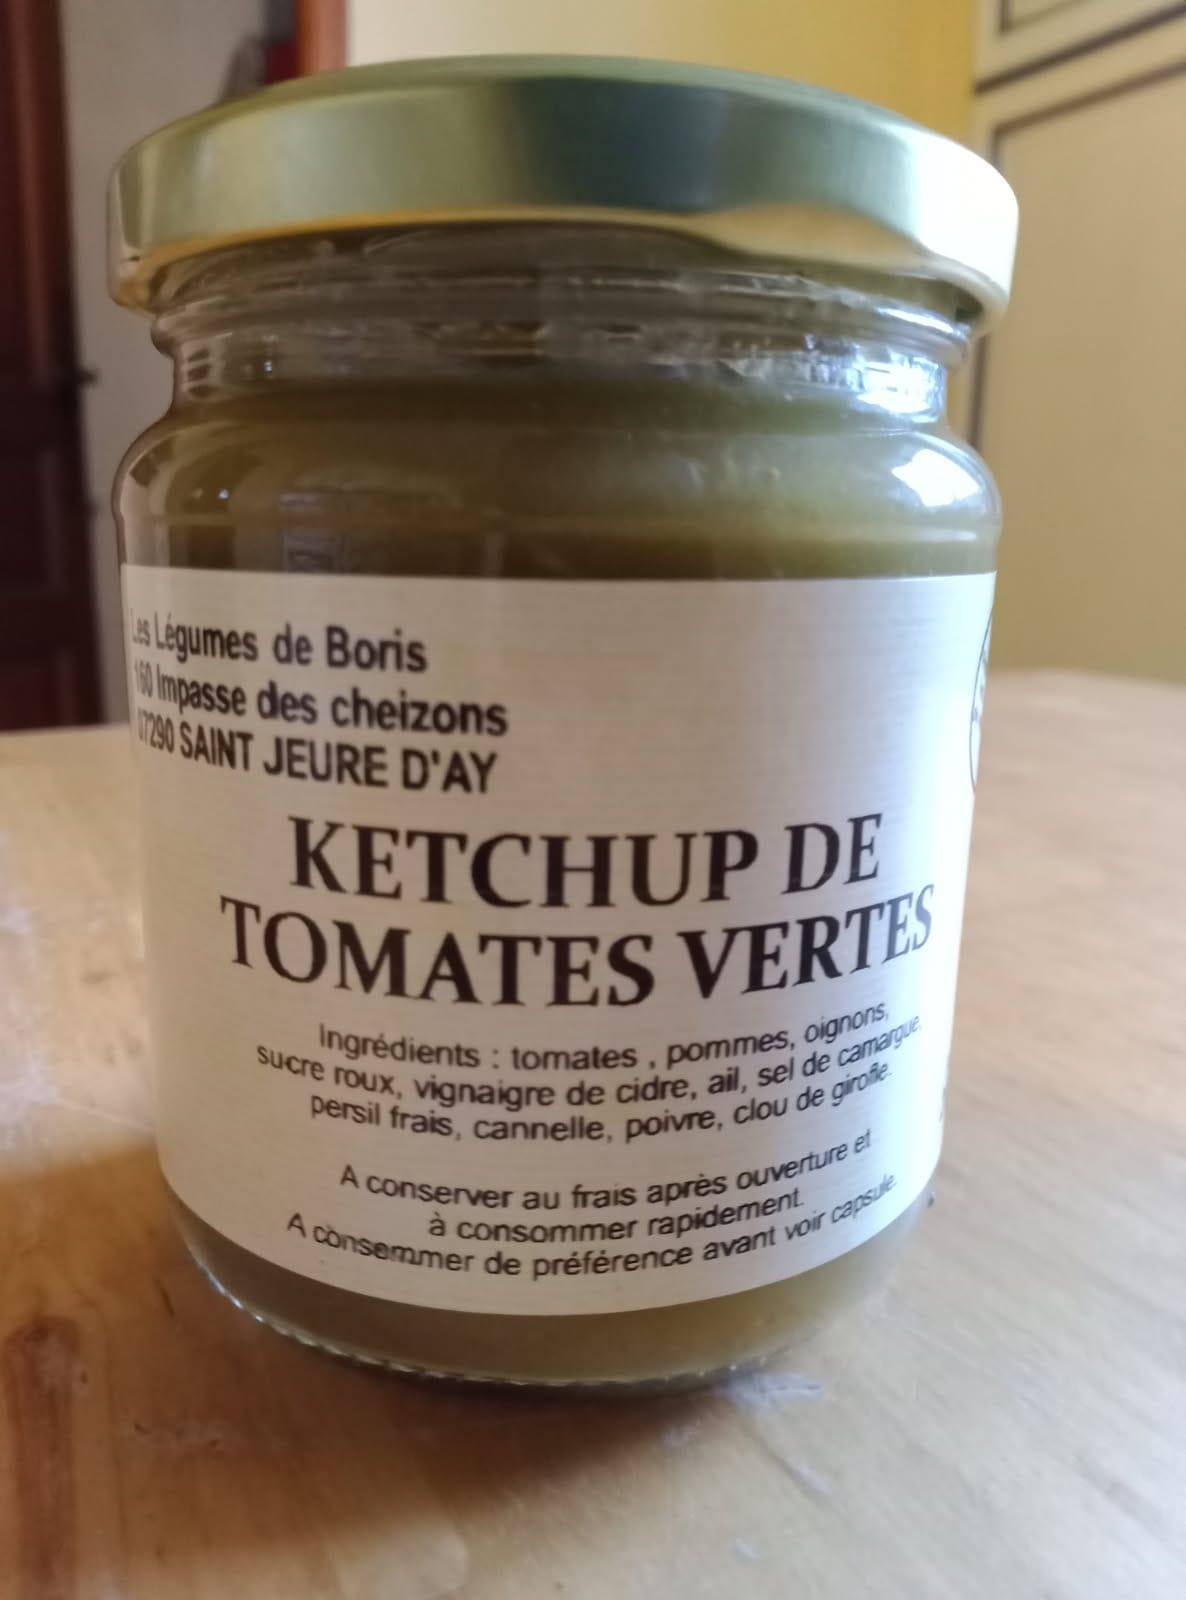 Les Légumes de Boris
160 Impasse des cheizons
07290 SAINT JEURE D'AY
KETCHUP DE
TOMATES VERTES
Ingrédients : tomates , pommes, oignons,
sucre roux, vignaigre de cidre, ail, sel de camargue,
persil frais, cannelle, poivre, clou de girofle.
A conserver au frais après ouverture et
à consommer rapidement.
A consemmer de préférence avant voir capsule.